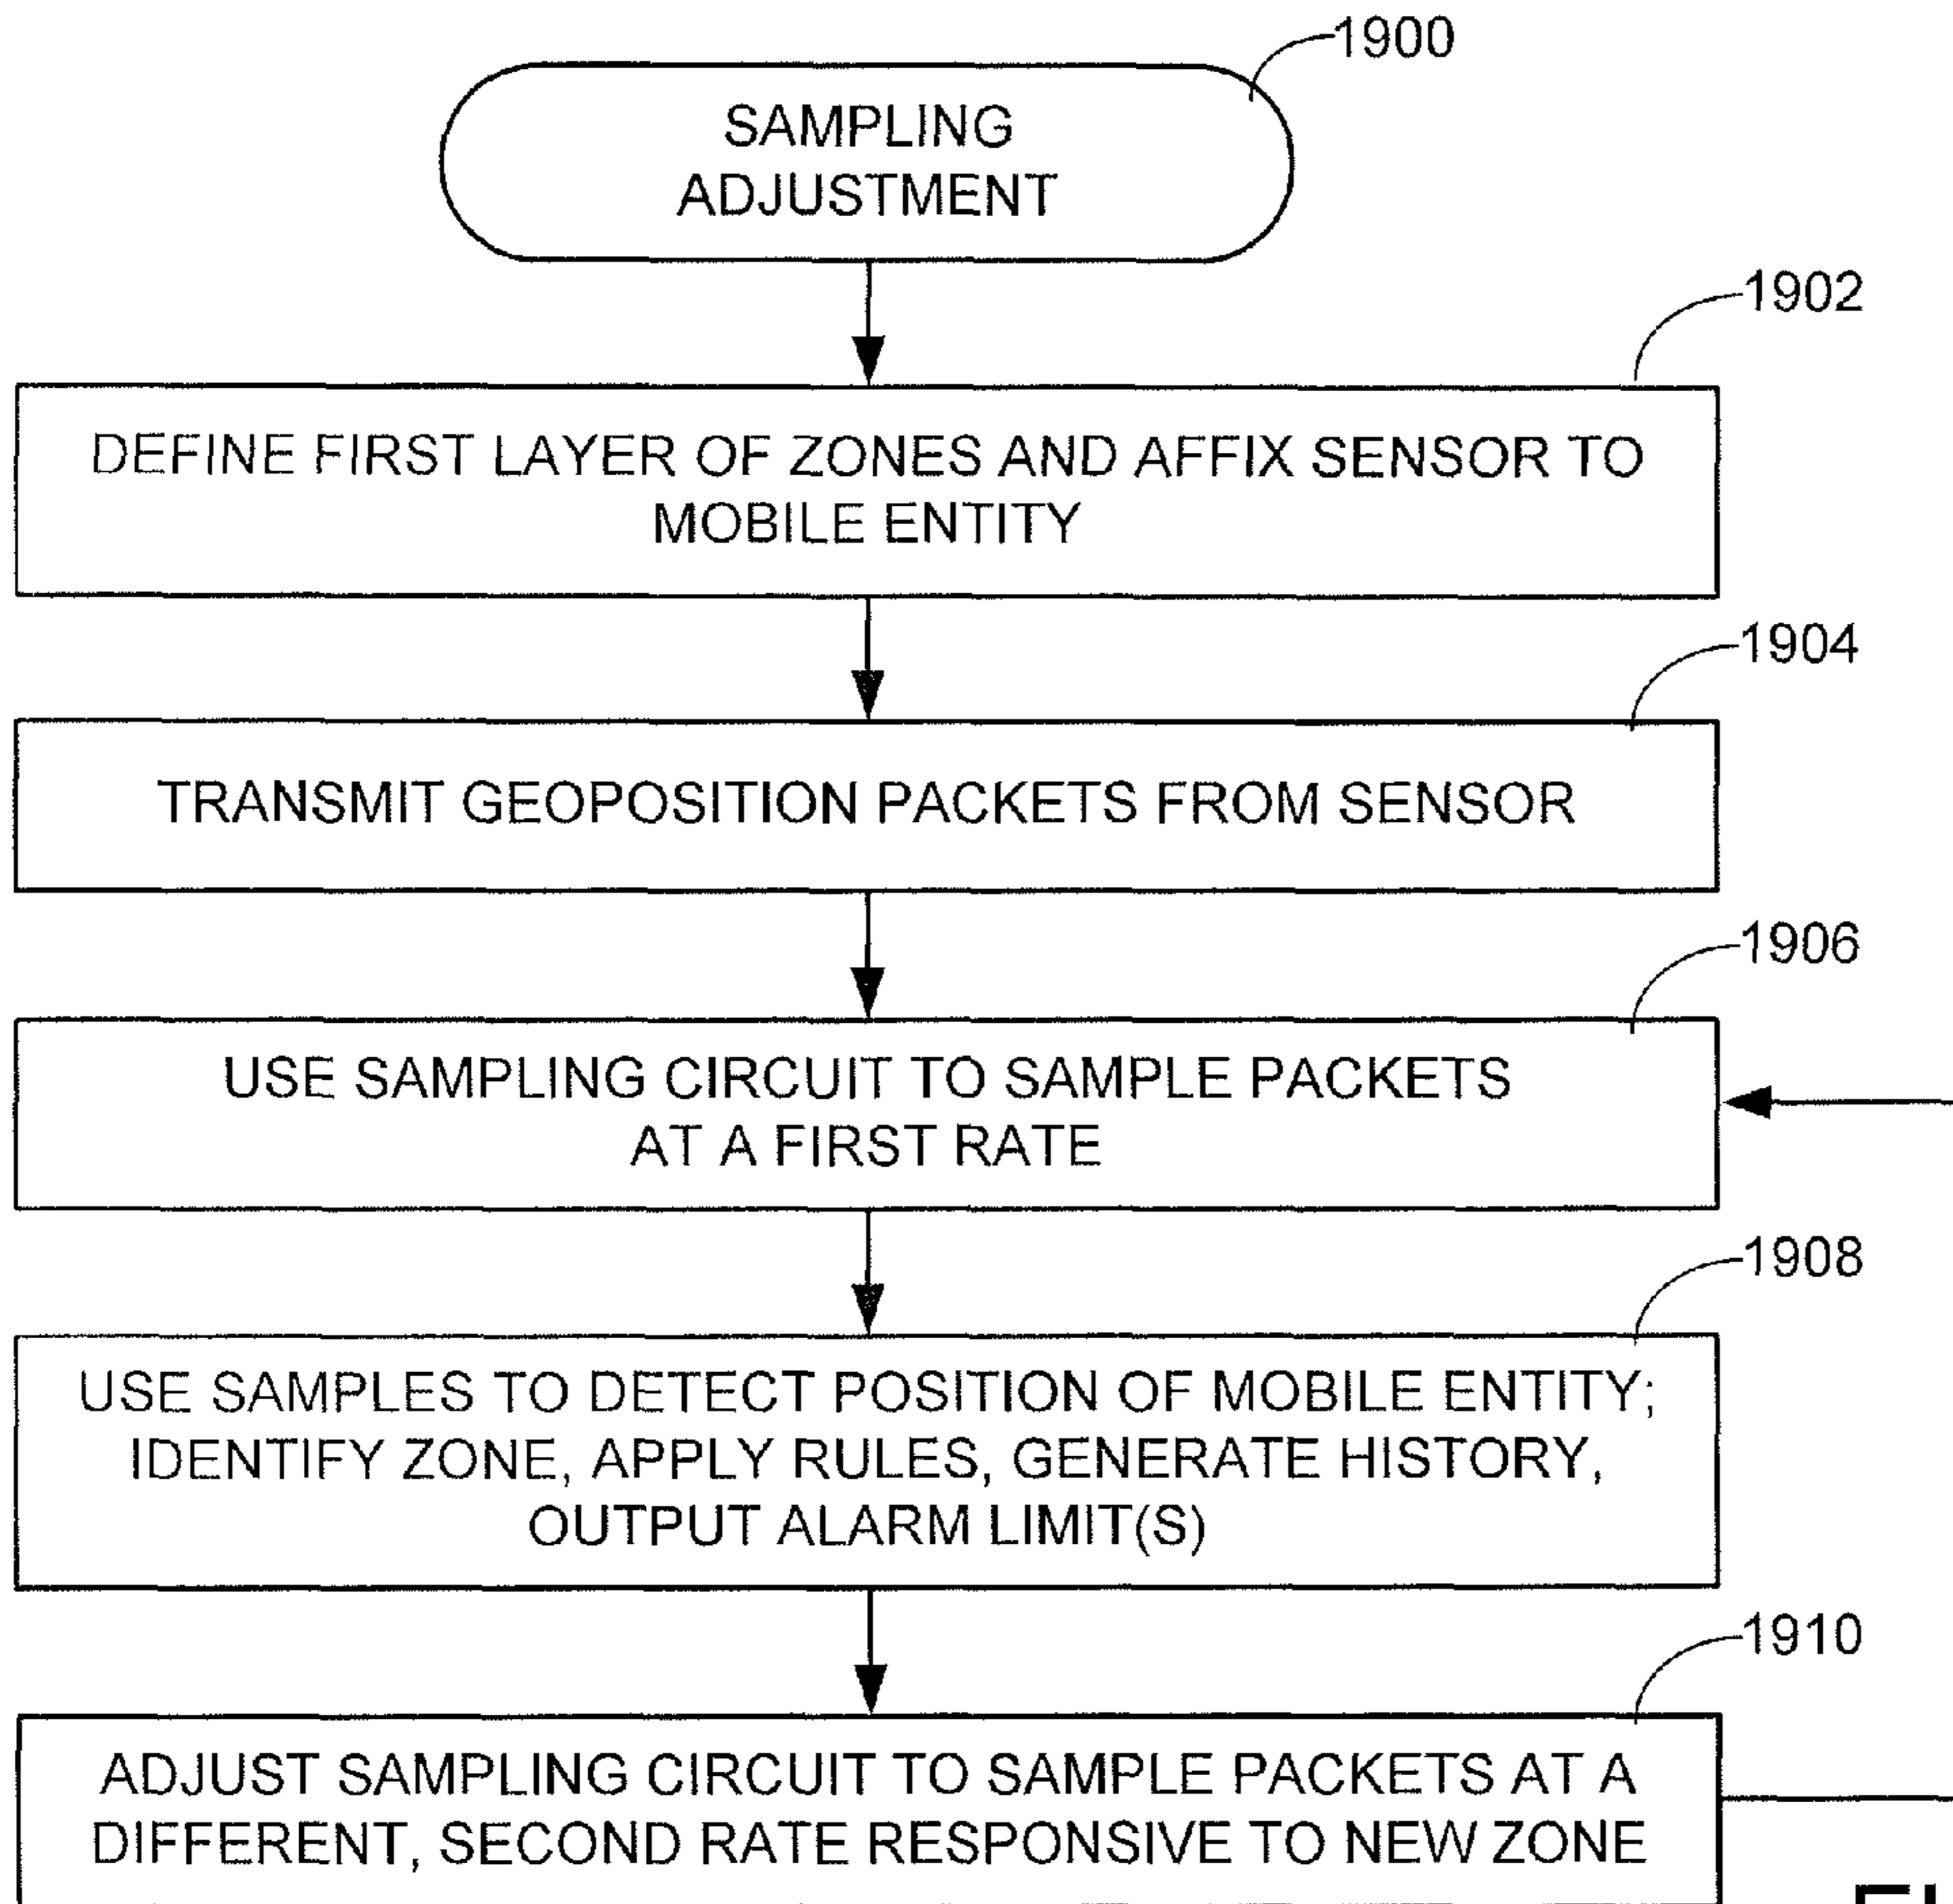 1900
SAMPLING
ADJUSTMENT
1902
DEFINE FIRST LAYER OF ZONES AND AFFIX SENSOR TO
MOBILE ENTITY
1904
TRANSMIT GEOPOSITION PACKETS FROM SENSOR
1906
USE SAMPLING CIRCUIT TO SAMPLE PACKETS
AT A FIRST RATE
1908
USE SAMPLES TO DETECT POSITION OF MOBILE ENTITY;
IDENTIFY ZONE, APPLY RULES, GENERATE HISTORY,
OUTPUT ALARM LIMIT(S)
1910
ADJUST SAMPLING CIRCUIT TO SAMPLE PACKETS AT A
DIFFERENT, SECOND RATE RESPONSIVE TO NEW ZONE